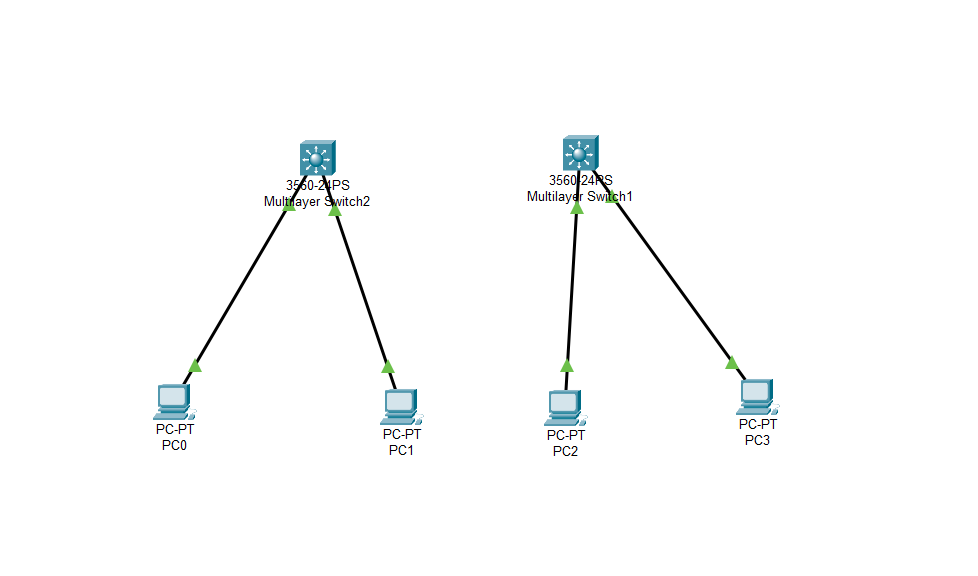 3560-24PS
Multilayer Switch2
3560-24PS
Multilayer Switch1
PC-PT
PC0
PC-PT
PC1
PC-PT
PC2
PC-PT
PC3